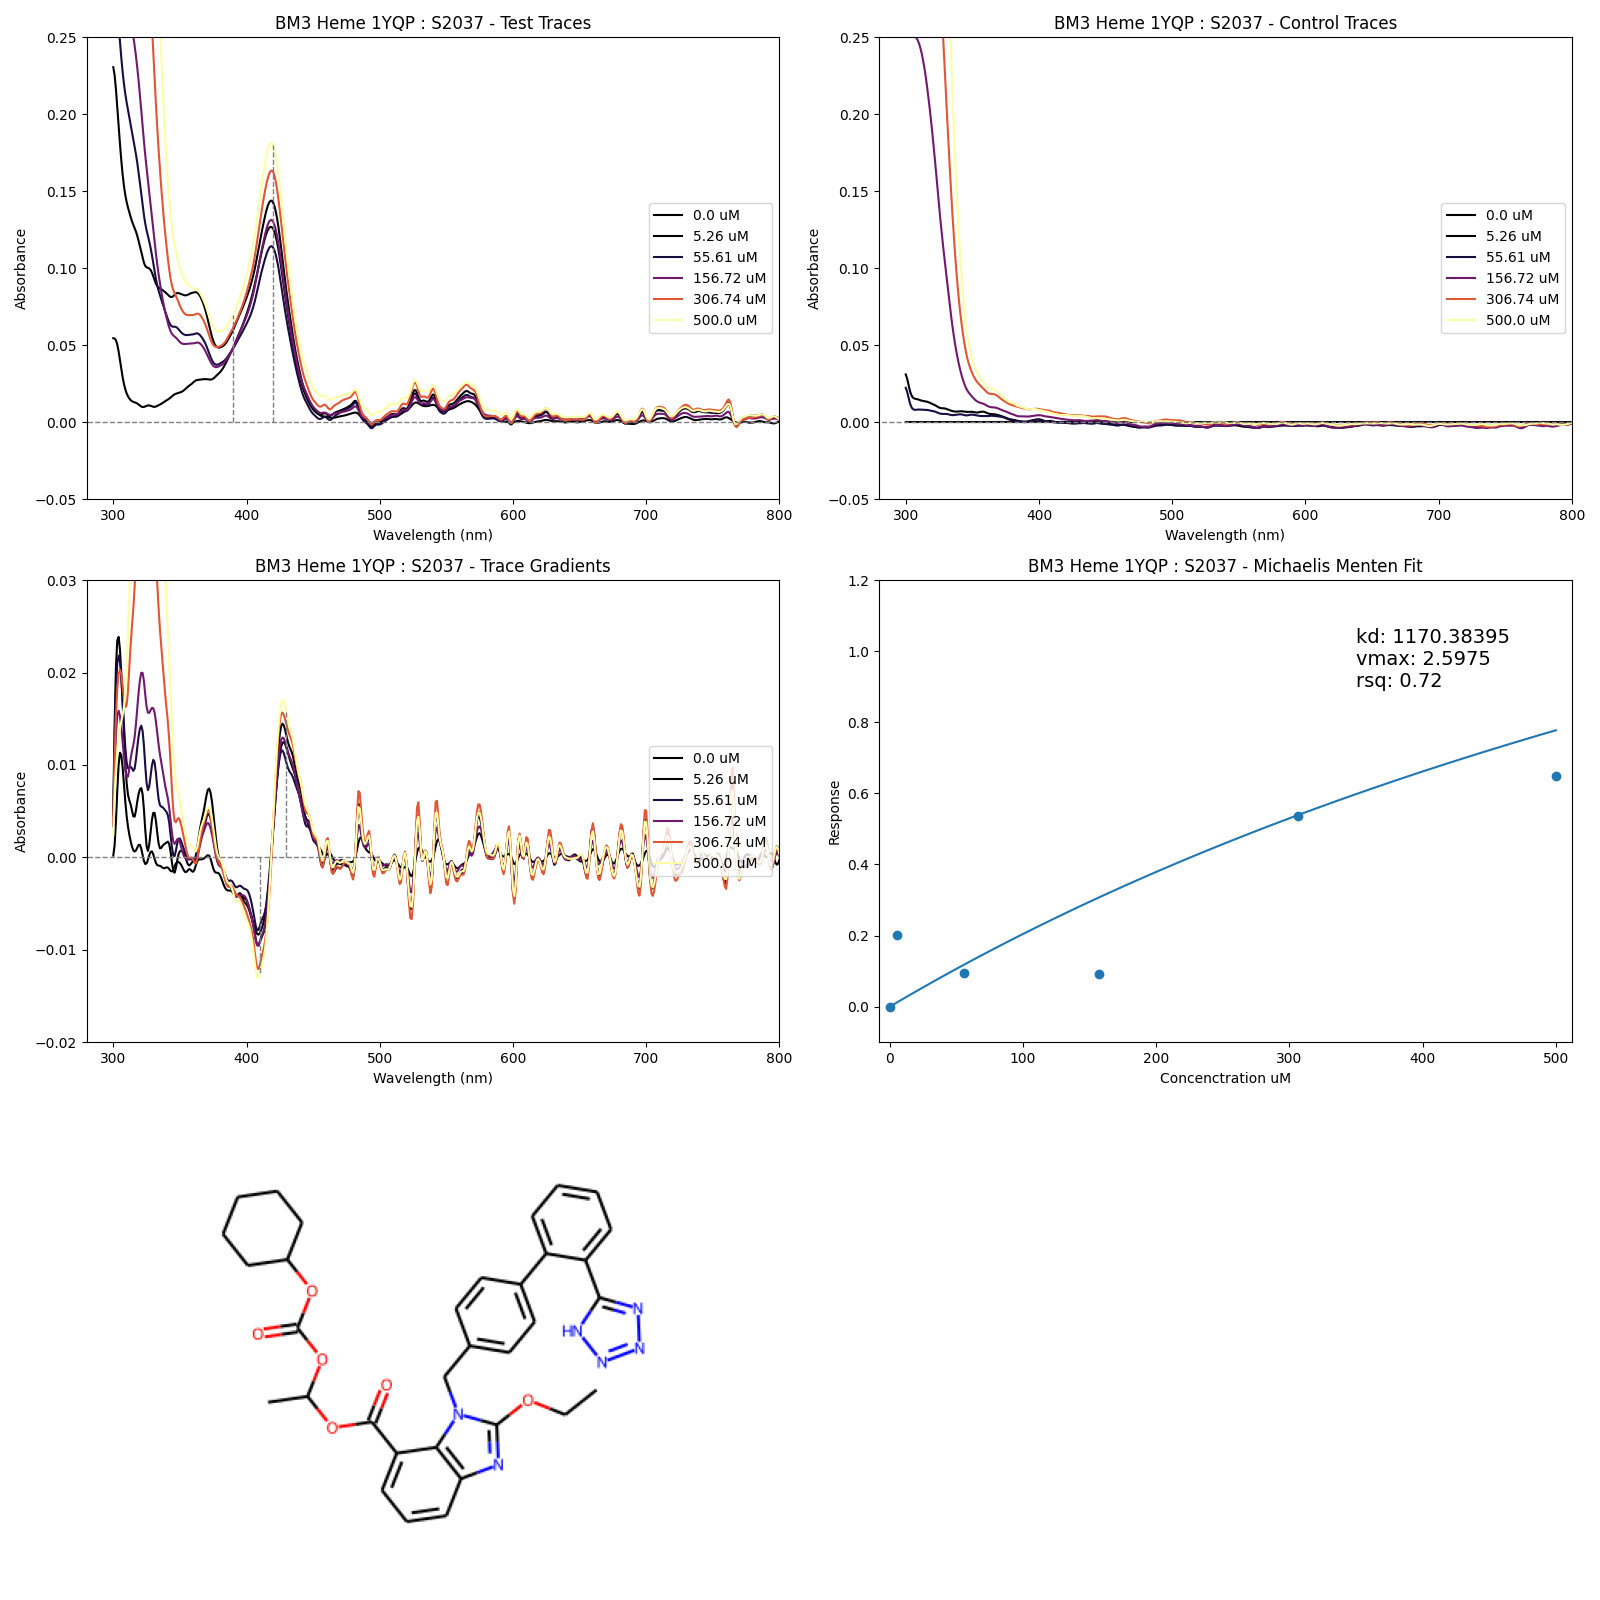 BM3 Heme 1YQP : S2037 - Test Traces
Absorbance
0.25
0.20
0.15
0.10
0.05
0.00
−0.05
300
400
500
600
700
800
Wavelength (nm)
0.0 uM
5.26 uM
55.61 uM
156.72 uM
306.74 uM
500.0 uM
BM3 Heme 1YQP : S2037 - Control Traces
Absorbance
0.25
0.20
0.15
0.10
0.05
0.00
−0.05
300
400
500
600
700
800
Wavelength (nm)
0.0 uM
5.26 uM
55.61 uM
156.72 uM
306.74 uM
500.0 uM
BM3 Heme 1YQP : S2037 - Trace Gradients
Absorbance
0.03
0.02
0.01
0.00
−0.01
−0.02
300
400
500
600
700
800
Wavelength (nm)
0.0 uM
5.26 uM
55.61 uM
156.72 uM
306.74 uM
500.0 uM
BM3 Heme 1YQP : S2037 - Michaelis Menten Fit
Response
1.2
1.0
0.8
0.6
0.4
0.2
0.0
0
100
200
300
400
500
Concenctration uM
kd: 1170.38395
vmax: 2.5975
rsq: 0.72
O
O
O
O
O
N
O
N
HN
N
N
N